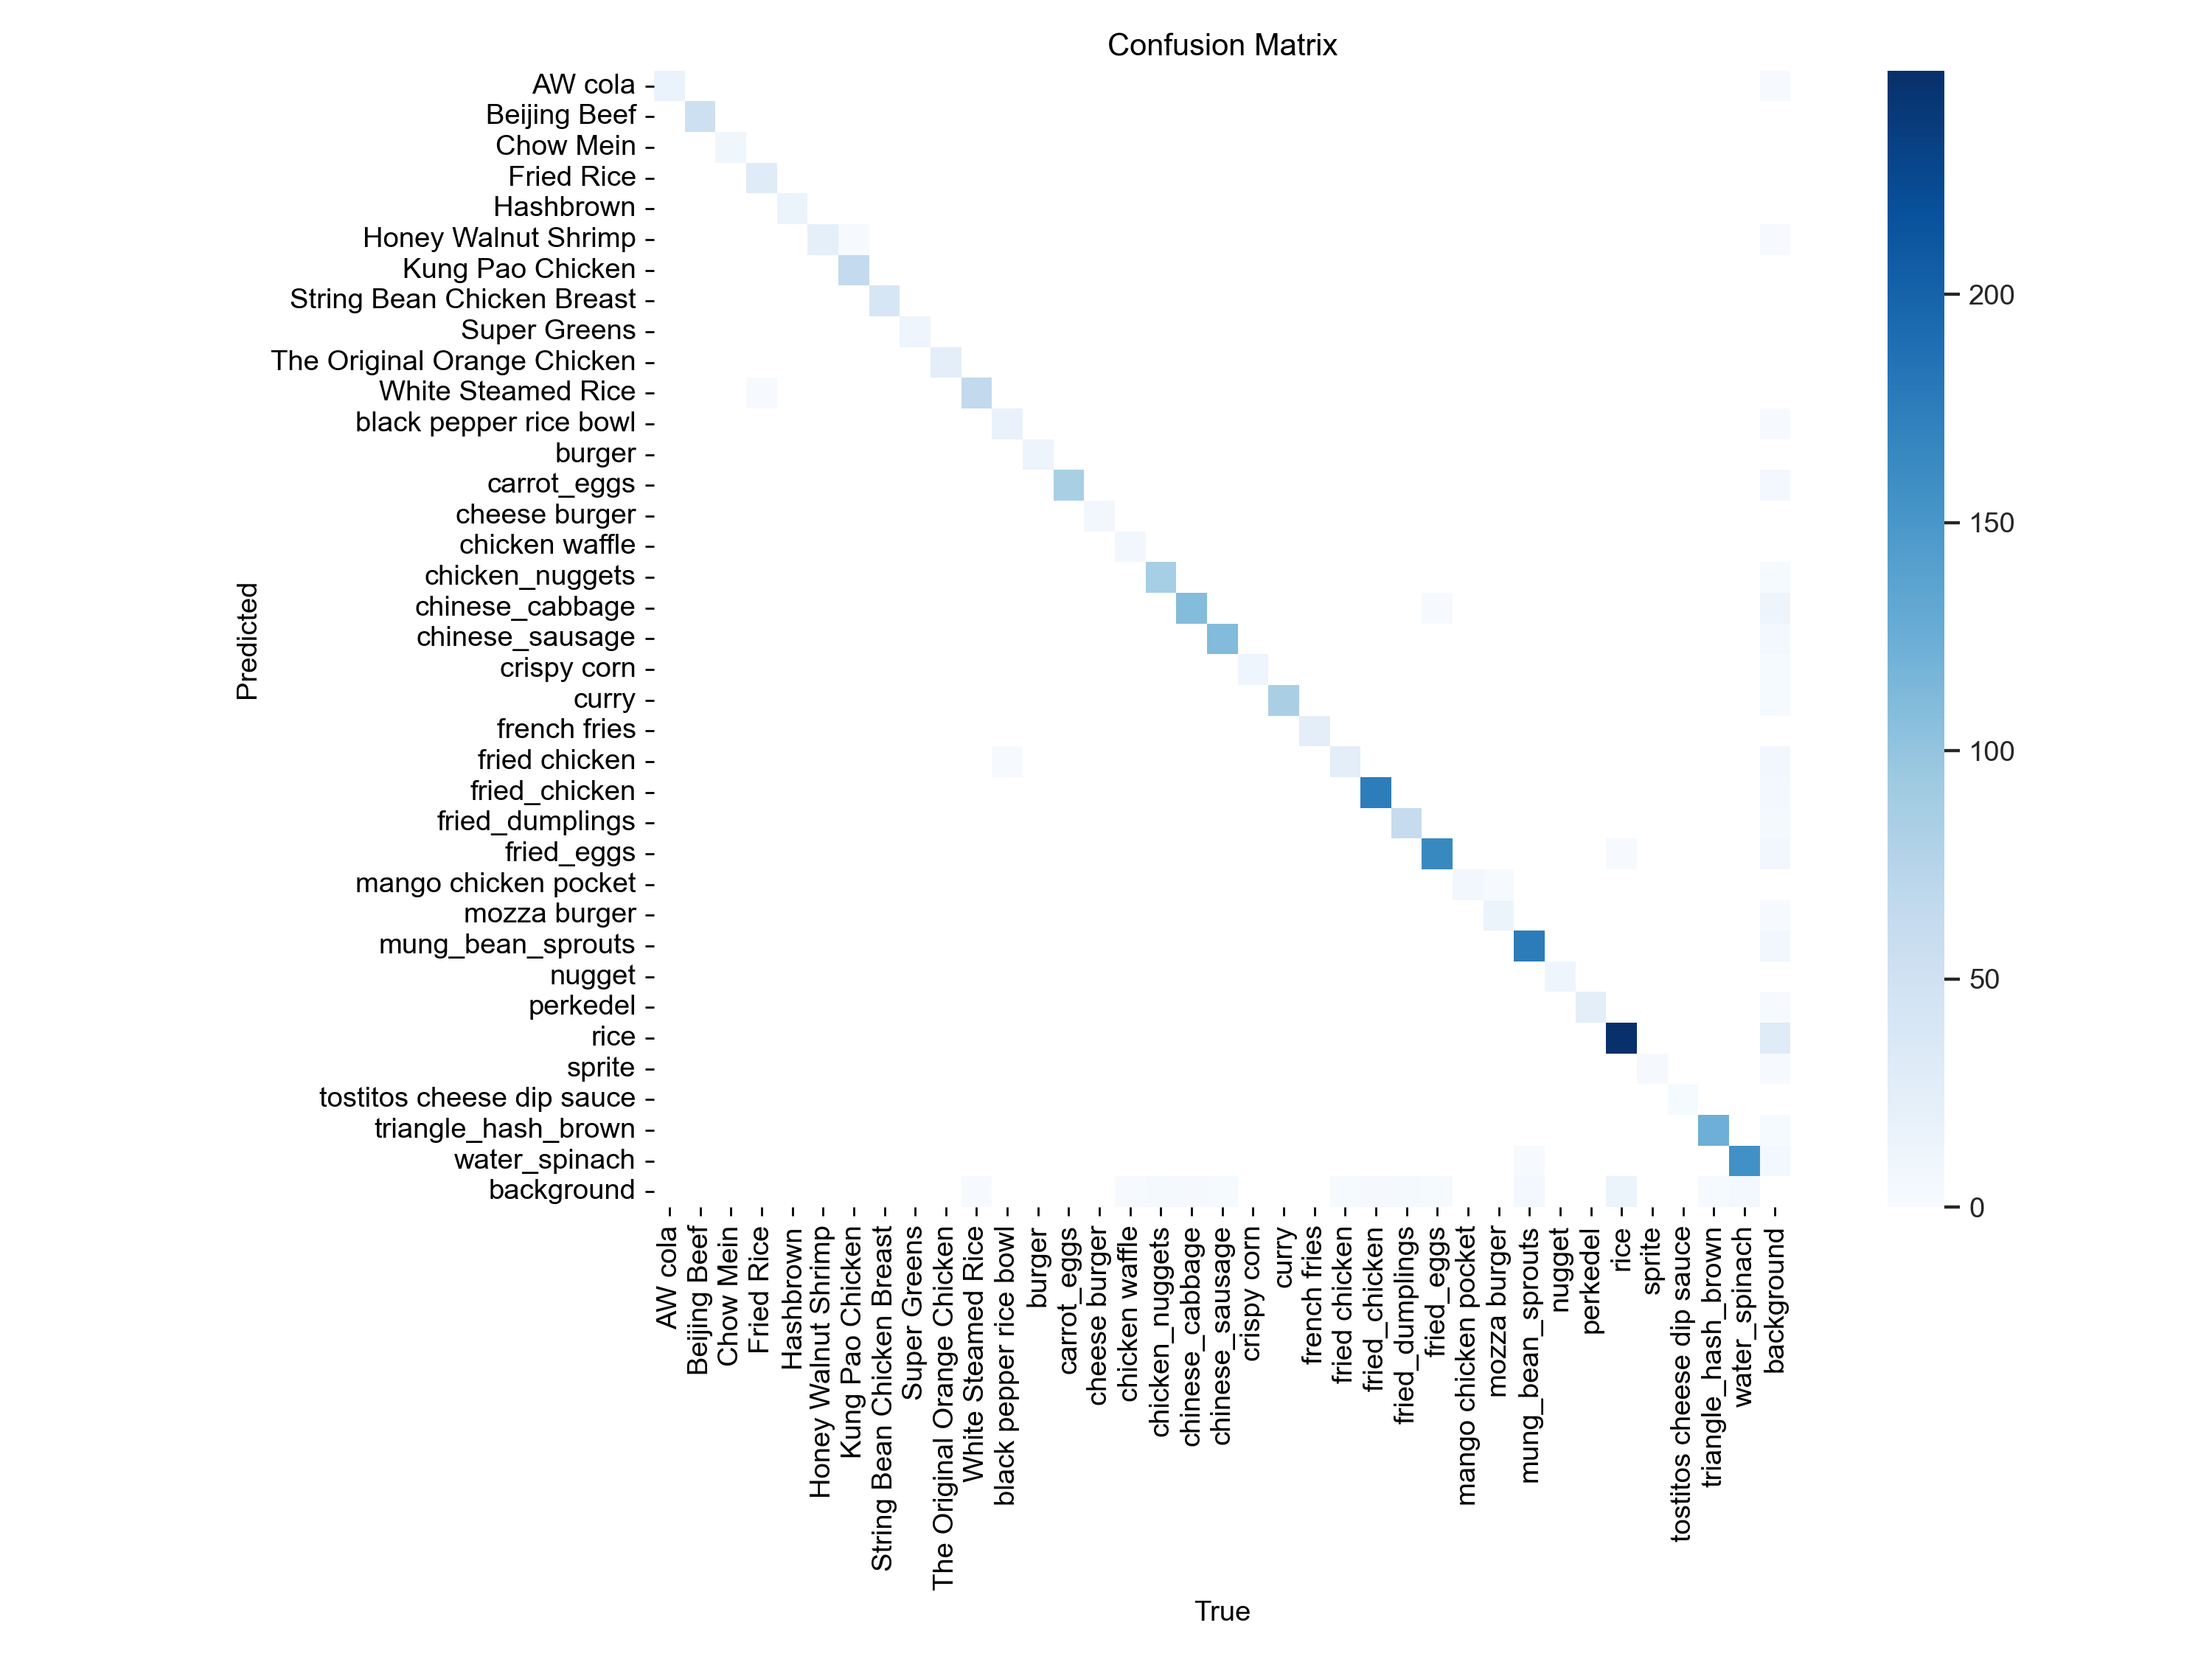 Confusion Matrix
AW cola
Beijing Beef
Chow Mein
Fried Rice
Hashbrown
Honey Walnut Shrimp
Kung Pao Chicken
String Bean Chicken Breast
Super Greens
The Original Orange Chicken
White Steamed Rice
black pepper rice bowl
burger
carrot_eggs
cheese burger
chicken waffle
chicken_nuggets
chinese_cabbage
chinese_sausage
crispy corn
curry
french fries
fried chicken
fried_chicken
fried_dumplings
fried_eggs
mango chicken pocket
mozza burger
mung_bean_sprouts
nugget
perkedel
rice
sprite
tostitos cheese dip sauce
triangle_hash_brown
water_spinach
background
Predicted
AW cola
Beijing Beef
Chow Mein
Fried Rice
Hashbrown
Honey Walnut Shrimp
Kung Pao Chicken
String Bean Chicken Breast
Super Greens
The Original Orange Chicken
White Steamed Rice
black pepper rice bowl
burger
carrot_eggs
cheese burger
chicken waffle
chicken_nuggets
chinese_cabbage
chinese_sausage
crispy corn
curry
french fries
fried chicken
fried_chicken
fried_dumplings
fried_eggs
mango chicken pocket
mozza burger
mung_bean_sprouts
nugget
perkedel
rice
sprite
tostitos cheese dip sauce
triangle_hash_brown
water_spinach
background
True
200
150
100
50
0